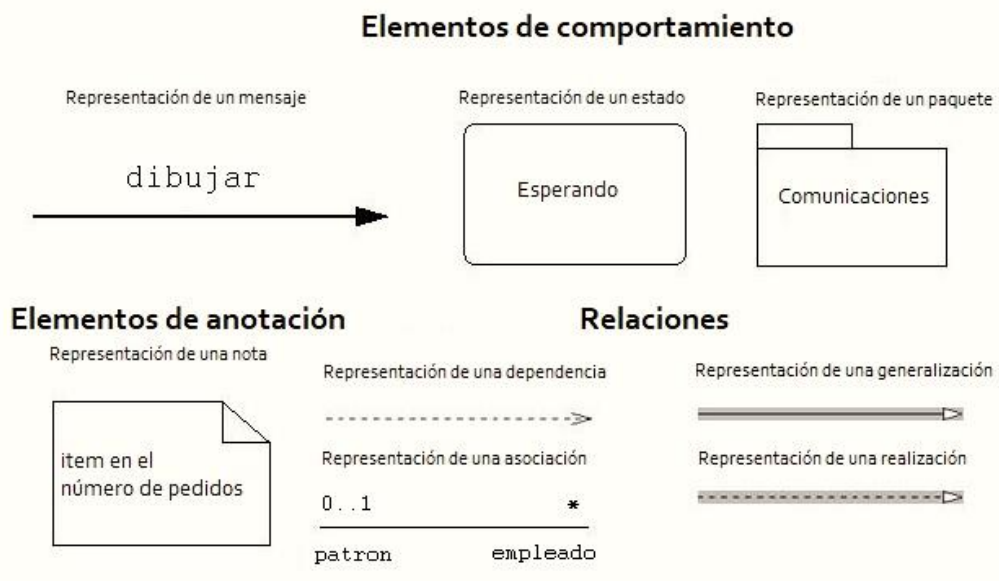 Elementos de comportamiento
Representación de un mensaje
dibujar
Representación de un estado
Esperando
Representación de un paquete
Comunicaciones
Elementos de anotación
Representación de una nota
item en el
número de pedidos
Relaciones
Representación de una dependencia
Representación de una asociación
0..1 *
patron empleado
Representación de una generalización
Representación de una realización